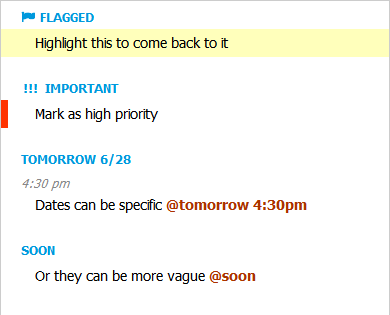 FLAGGED
Highlight this to come back to it
!!! IMPORTANT
Mark as high priority
TOMORROW 6/28
4:30 pm
Dates can be specific @tomorrow 4:30pm
SOON
Or they can be more vague @soon